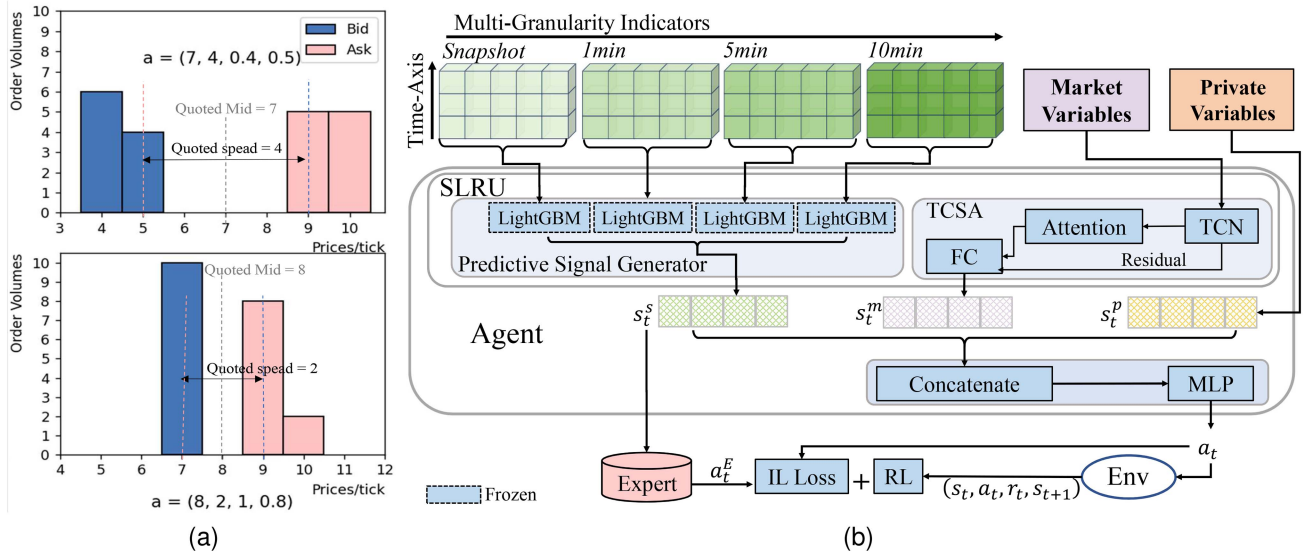 Order Volumes
10
9
8
7
6
5
4
3
2
1
0
Bid
Ask
a = (7, 4, 0.4, 0.5)
Quoted Mid = 7
Quoted spead = 4
4 5 6 7 8 9 10
Prices/tick
Order Volumes
10
9
8
7
6
5
4
3
2
1
0
Quoted Mid = 8
Quoted spead = 2
4 5 6 7 8 9 10 11 12
Prices/tick
a = (8, 2, 1, 0.8)
(a)
Multi-Granularity Indicators
Snapshot 1min 5min 10min
Time-Axis
Market
Variables
Private
Variables
SLRU
LightGBM LightGBM LightGBM LightGBM
Predictive Signal Generator
TCSA
Attention
TCN
FC
Residual
Agent
s_t^s
s_t^m
s_t^p
Concatenate
MLP
a_t
Expert
a_t^E
IL Loss
+
RL
(s_t, a_t, r_t, s_{t+1})
Env
Frozen
(b)